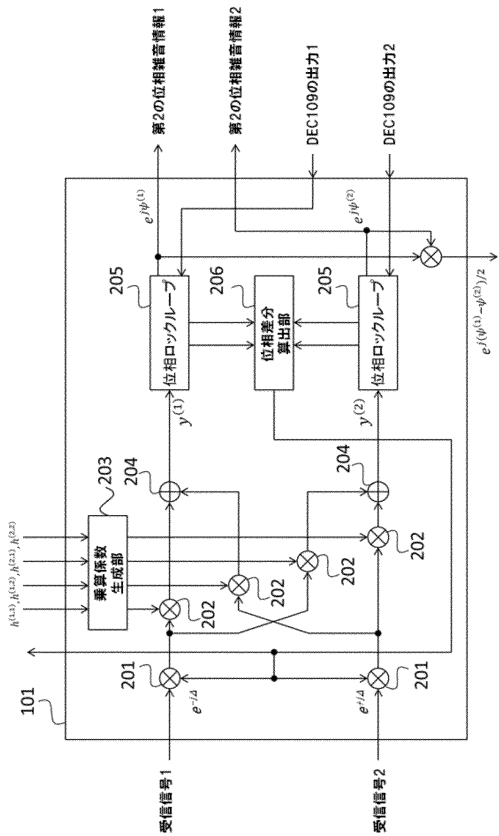 101
受信信号1
受信信号2
201
e^{-jΔ}
201
e^{+jΔ}
h^{(1,1)}, h^{(1,2)}, h^{(2,1)}, h^{(2,2)}
203
乗算係数
生成部
202
202
202
202
204
204
y^{(1)}
y^{(2)}
205
位相ロックループ
206
位相差分
算出部
205
位相ロックループ
e^{jψ^{(1)}}
e^{jψ^{(2)}}
e^{j(ψ^{(1)}-ψ^{(2)})/2}
第2の位相雑音情報1
第2の位相雑音情報2
DEC109の出力1
DEC109の出力2